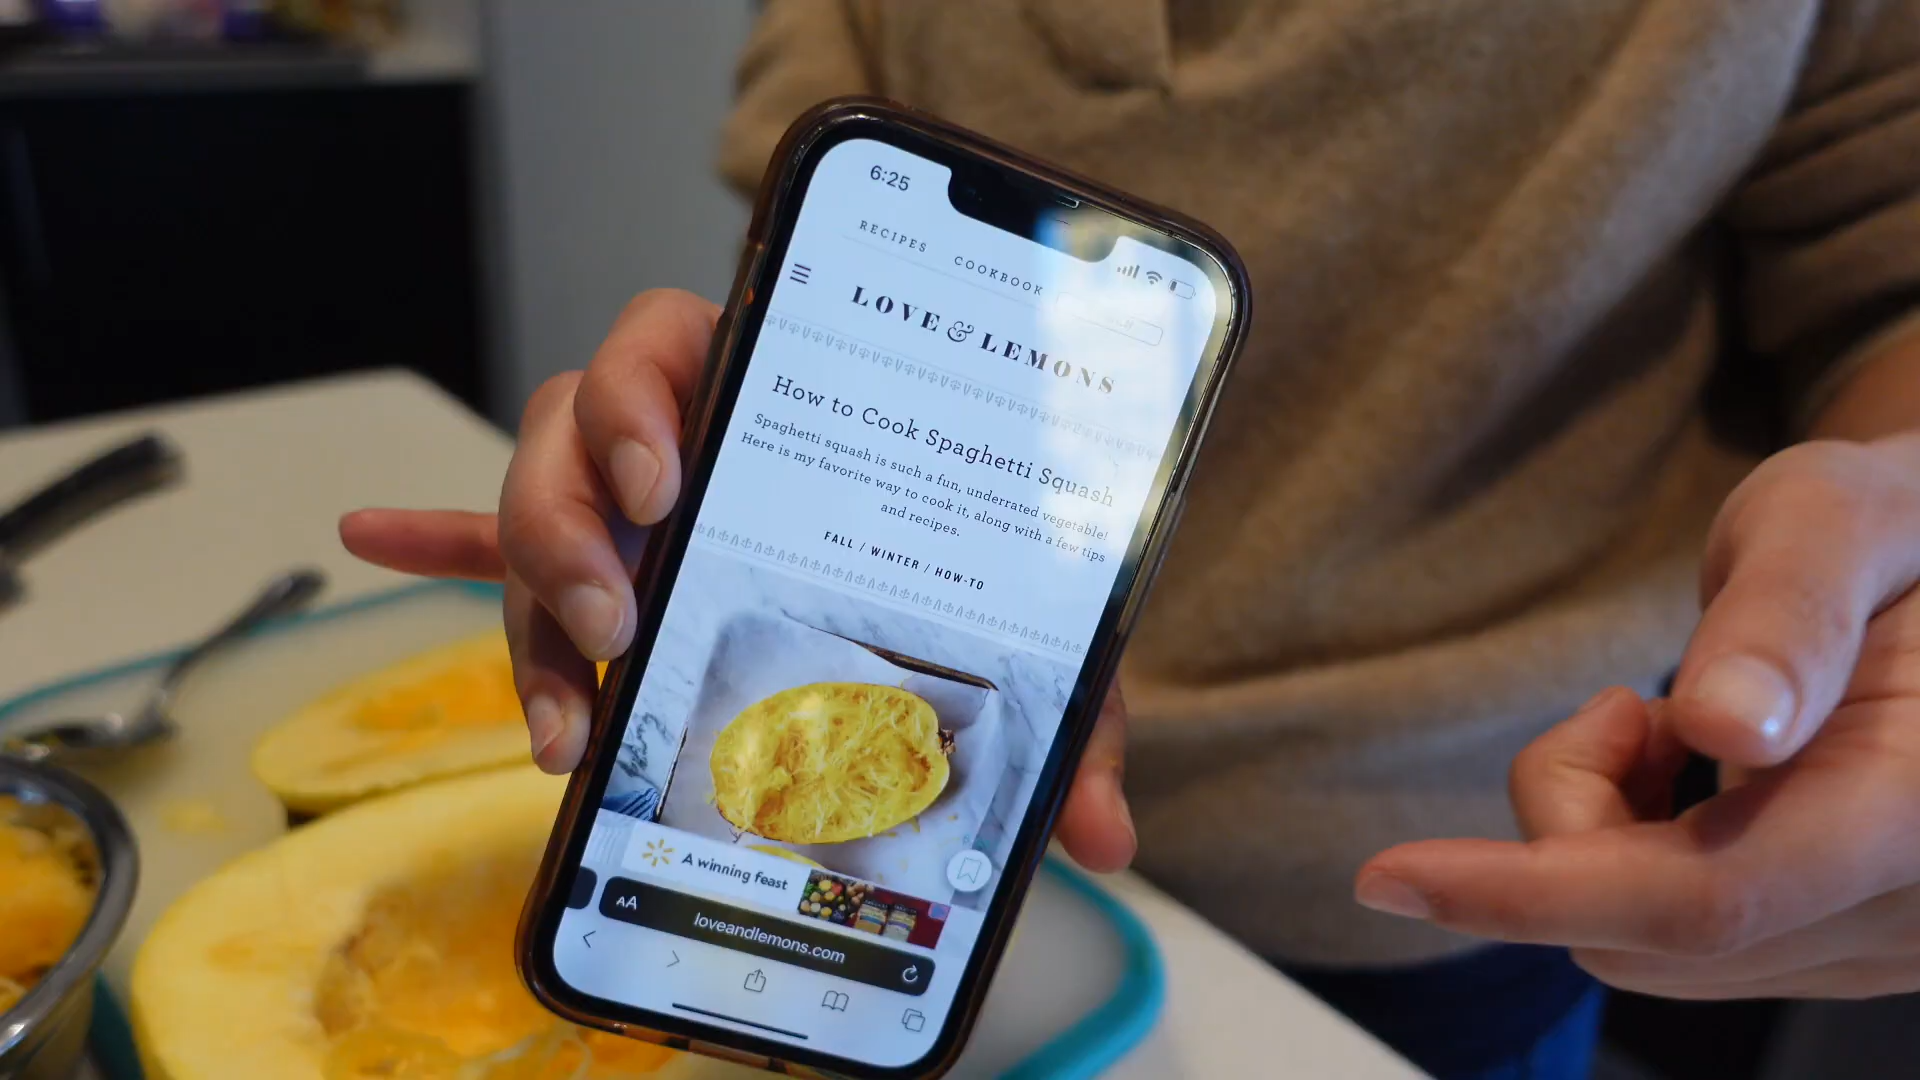 6:25
RECIPES COOKBOOK
LOVE & LEMONS
How to Cook Spaghetti Squash
Spaghetti squash is such a fun, underrated vegetable!
Here is my favorite way to cook it, along with a few tips
and recipes.
FALL / WINTER / HOW-TO
A winning feast
AA loveandlemons.com